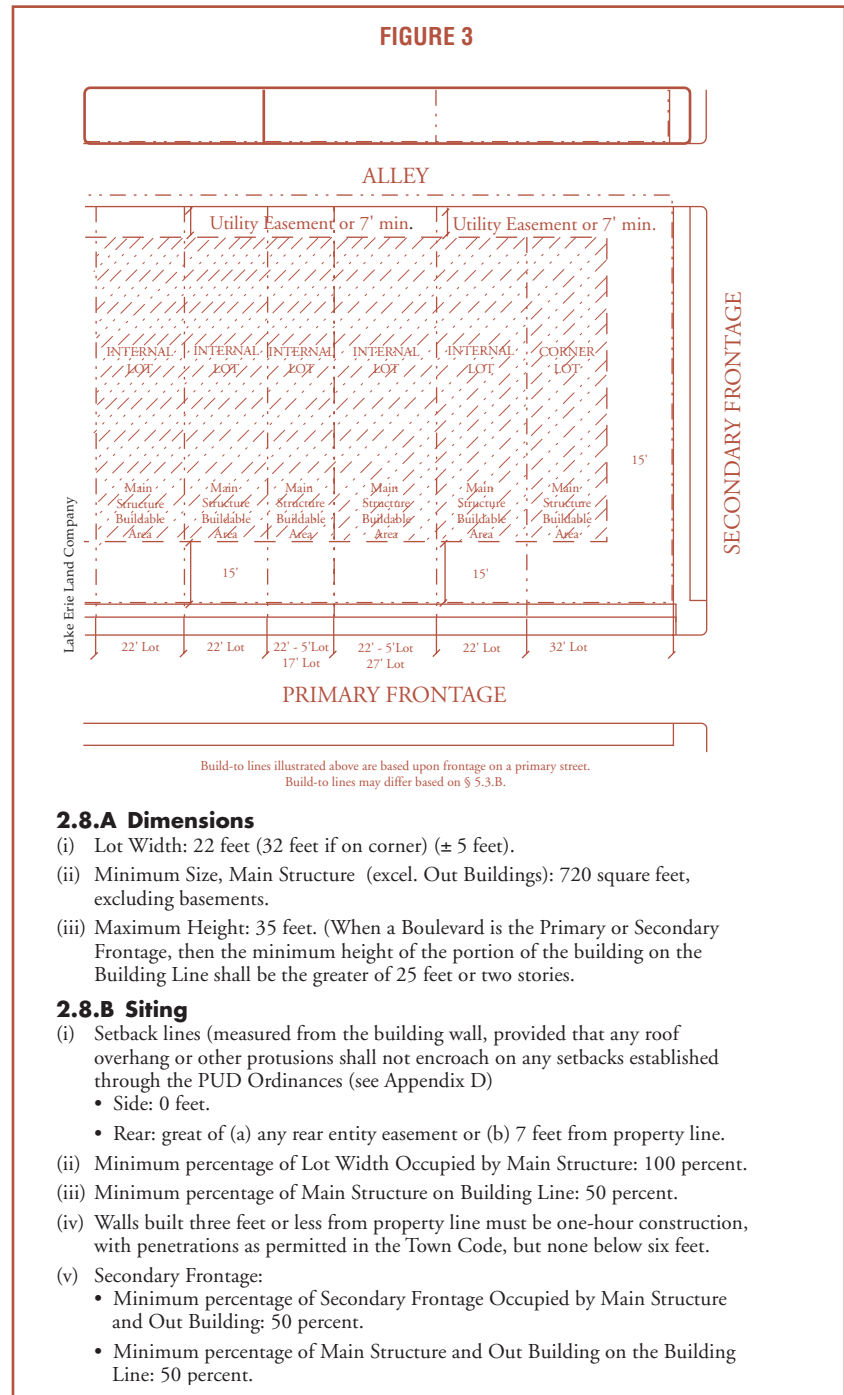 FIGURE 3
ALLEY
Utility Easement or 7' min.
Utility Easement or 7' min.
INTERNAL
LOT
INTERNAL
LOT
INTERNAL
LOT
INTERNAL
LOT
INTERNAL
LOT
CORNER
LOT
15'
SECONDARY FRONTAGE
Main
Structure
Buildable
Area
Main
Structure
Buildable
Area
Main
Structure
Buildable
Area
Main
Structure
Buildable
Area
Main
Structure
Buildable
Area
Main
Structure
Buildable
Area
Lake Erie Land Company
15'
15'
22' Lot
22' Lot
22' - 5'Lot
17' Lot
22' - 5'Lot
27' Lot
22' Lot
32' Lot
PRIMARY FRONTAGE
Build-to lines illustrated above are based upon frontage on a primary street.
Build-to lines may differ based on § 5.3.B.
2.8.A Dimensions
(i) Lot Width: 22 feet (32 feet if on corner) (± 5 feet).
(ii) Minimum Size, Main Structure (excel. Out Buildings): 720 square feet,
excluding basements.
(iii) Maximum Height: 35 feet. (When a Boulevard is the Primary or Secondary
Frontage, then the minimum height of the portion of the building on the
Building Line shall be the greater of 25 feet or two stories.
2.8.B Siting
(i) Setback lines (measured from the building wall, provided that any roof
overhang or other protusions shall not encroach on any setbacks established
through the PUD Ordinances (see Appendix D)
• Side: 0 feet.
• Rear: great of (a) any rear entity easement or (b) 7 feet from property line.
(ii) Minimum percentage of Lot Width Occupied by Main Structure: 100 percent.
(iii) Minimum percentage of Main Structure on Building Line: 50 percent.
(iv) Walls built three feet or less from property line must be one-hour construction,
with penetrations as permitted in the Town Code, but none below six feet.
(v) Secondary Frontage:
• Minimum percentage of Secondary Frontage Occupied by Main Structure
and Out Building: 50 percent.
• Minimum percentage of Main Structure and Out Building on the Building
Line: 50 percent.